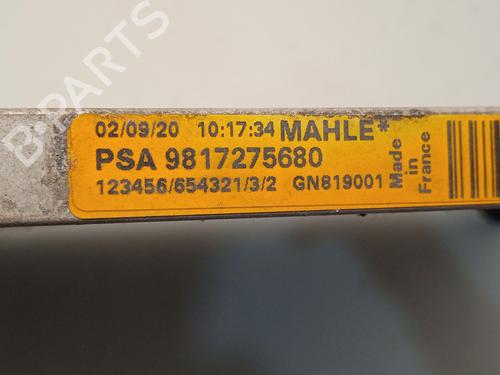 02/09/20 10:17:34 MAHLE*
PSA 9817275680
123456/654321/3/2 GN819001
Made
in
France
B-PARTS